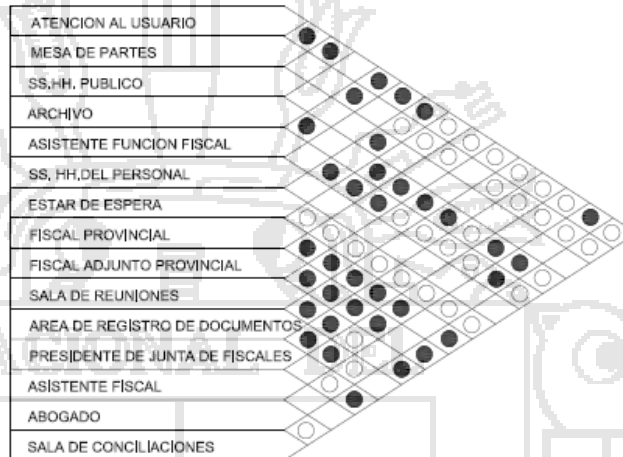 ATENCION AL USUARIO
MESA DE PARTES
SS.HH. PUBLICO
ARCHIVO
ASISTENTE FUNCION FISCAL
SS. HH.DEL PERSONAL
ESTAR DE ESPERA
FISCAL PROVINCIAL
FISCAL ADJUNTO PROVINCIAL
SALA DE REUNIONES
AREA DE REGISTRO DE DOCUMENTOS
PRESIDENTE DE JUNTA DE FISCALES
ASISTENTE FISCAL
ABOGADO
SALA DE CONCILIACIONES